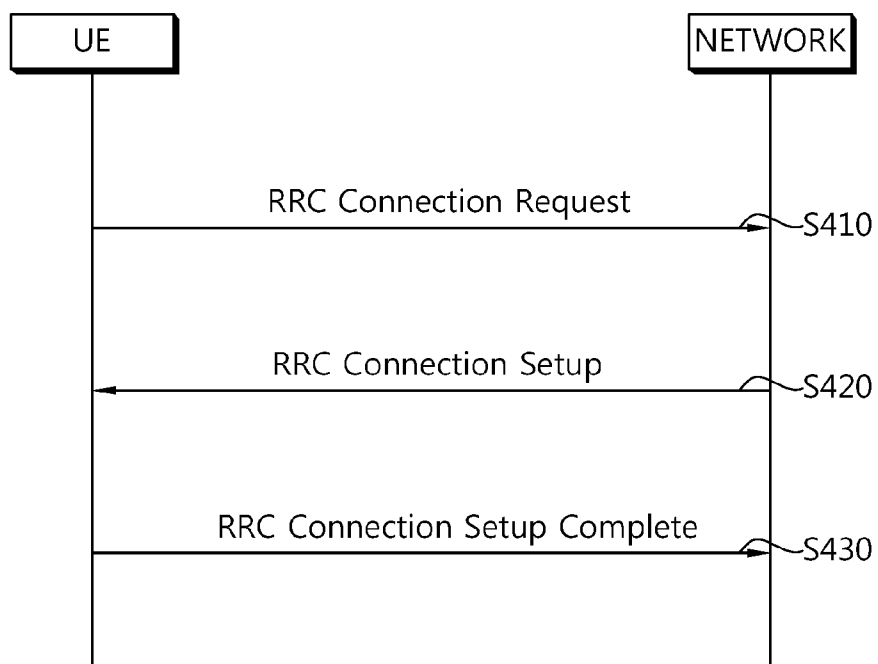 UE
NETWORK
RRC Connection Request
S410
RRC Connection Setup
S420
RRC Connection Setup Complete
S430